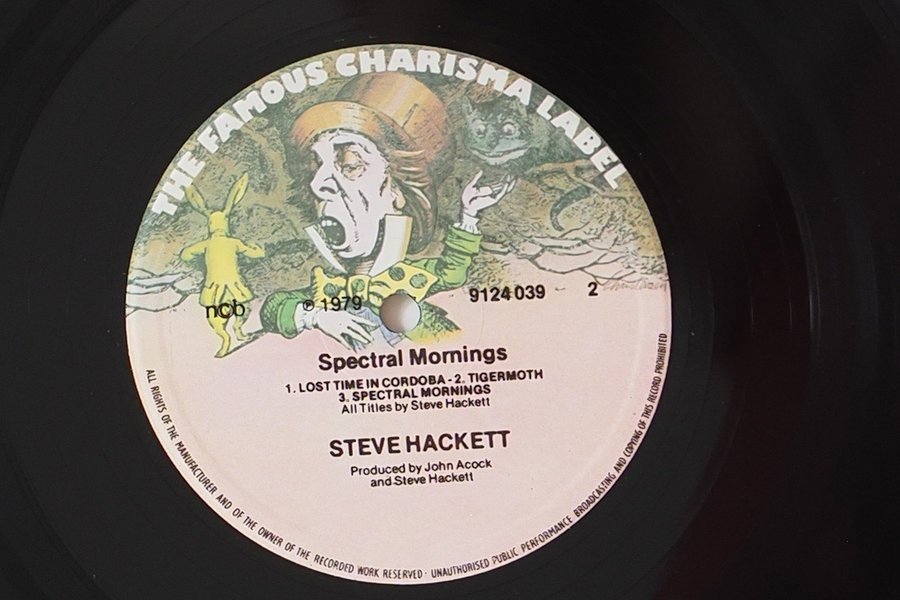 THE FAMOUS CHARISMA LABEL
ncb
℗ 1979
9124 039
2
Spectral Mornings
1. LOST TIME IN CORDOBA - 2. TIGERMOTH
3. SPECTRAL MORNINGS
All Titles by Steve Hackett
STEVE HACKETT
Produced by John Acock
and Steve Hackett
ALL RIGHTS OF THE MANUFACTURER AND OF THE OWNER OF THE RECORDED WORK RESERVED · UNAUTHORISED PUBLIC PERFORMANCE BROADCASTING AND COPYING OF THIS RECORD PROHIBITED